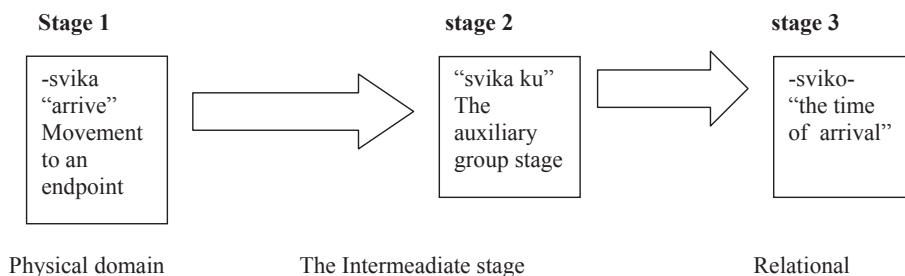 Stage 1 stage 2 stage 3
-svika
“arrive”
Movement
to an
endpoint
“svika ku”
The
auxiliary
group stage
-sviko-
“the time
of arrival”
Physical domain The Intermeadiate stage Relational